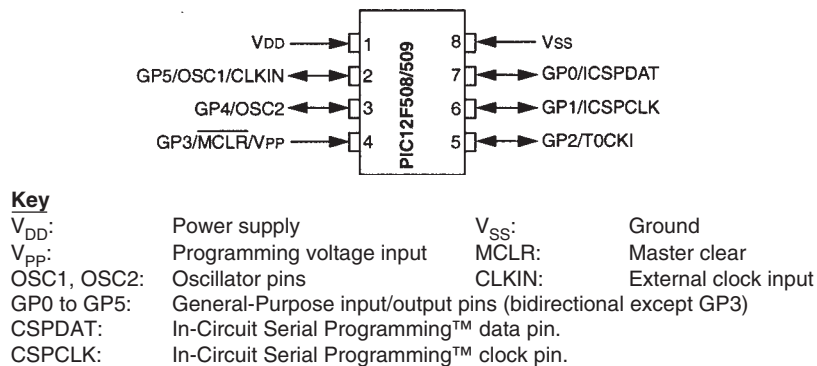 VDD 1 8 VSS
GP5/OSC1/CLKIN 2 7 GP0/ICSPDAT
GP4/OSC2 3 6 GP1/ICSPCLK
GP3/MCLR/VPP 4 5 GP2/T0CKI
PIC12F508/509
Key
VDD: Power supply VSS: Ground
VPP: Programming voltage input MCLR: Master clear
OSC1, OSC2: Oscillator pins CLKIN: External clock input
GP0 to GP5: General-Purpose input/output pins (bidirectional except GP3)
CSPDAT: In-Circuit Serial Programming™ data pin.
CSPCLK: In-Circuit Serial Programming™ clock pin.